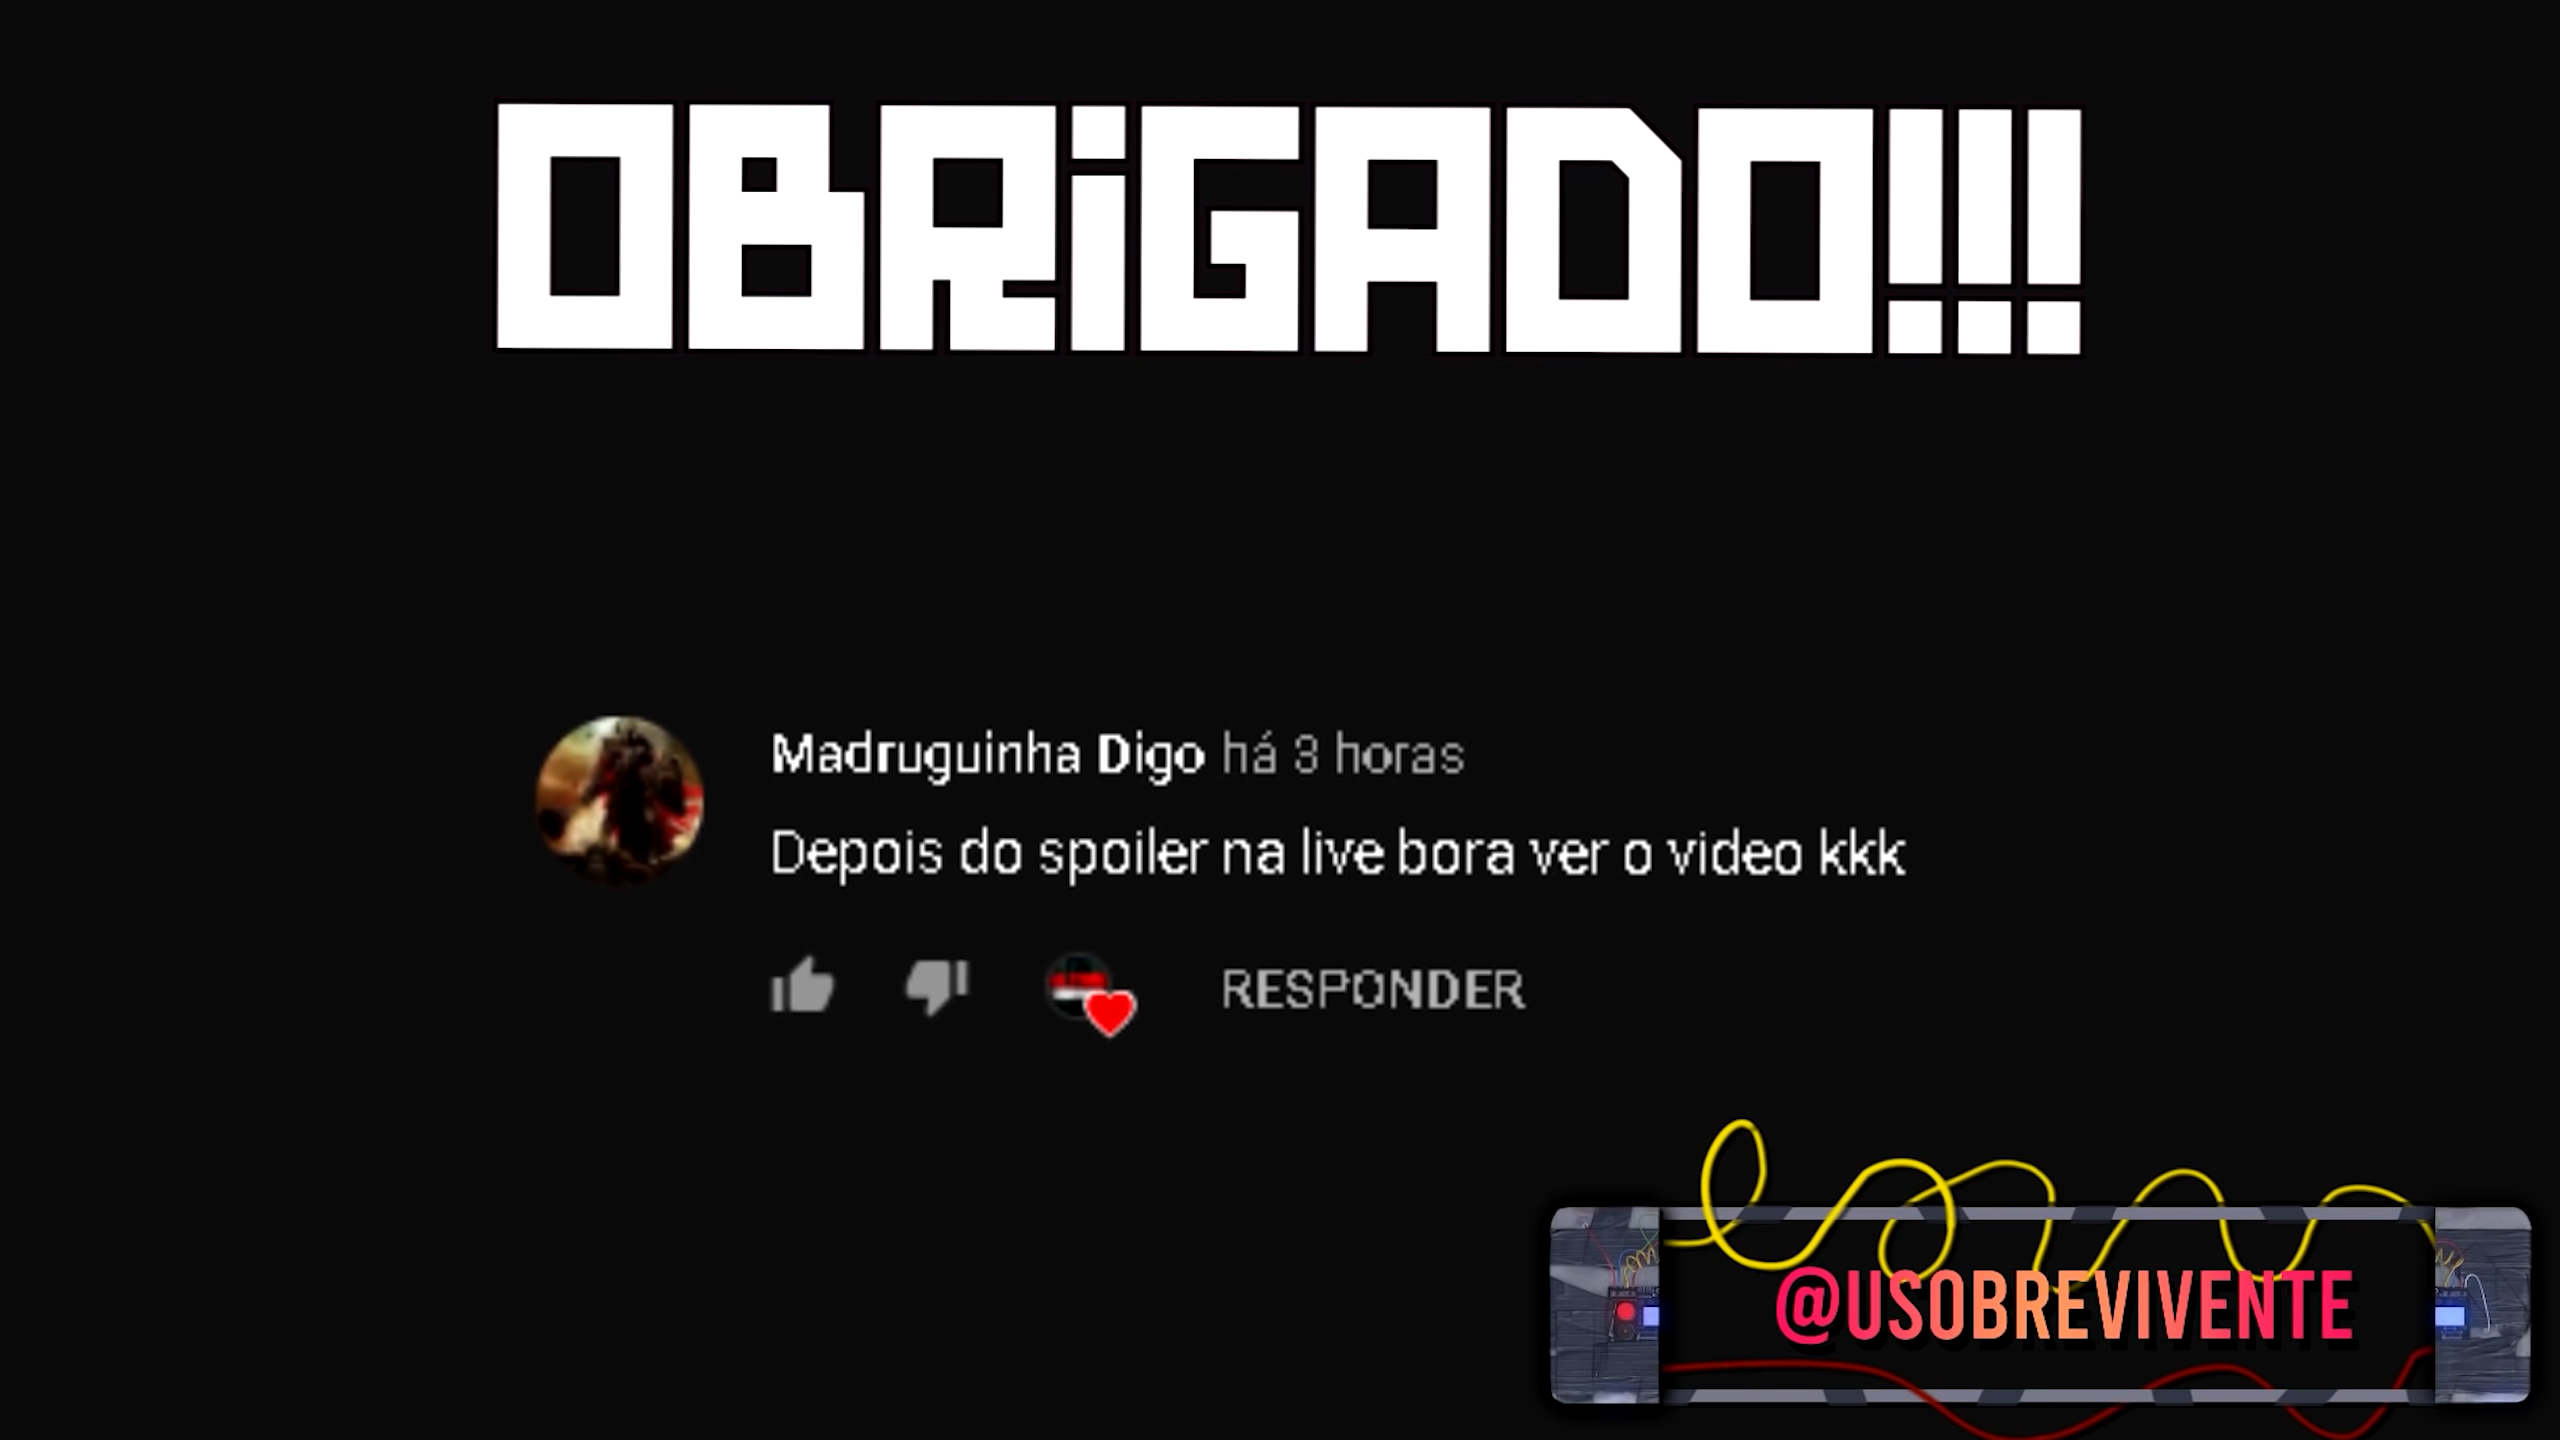 OBRiGADO!!!
Madruguinha Digo há 3 horas
Depois do spoiler na live bora ver o video kkk
RESPONDER
@USOBREVIVENTE